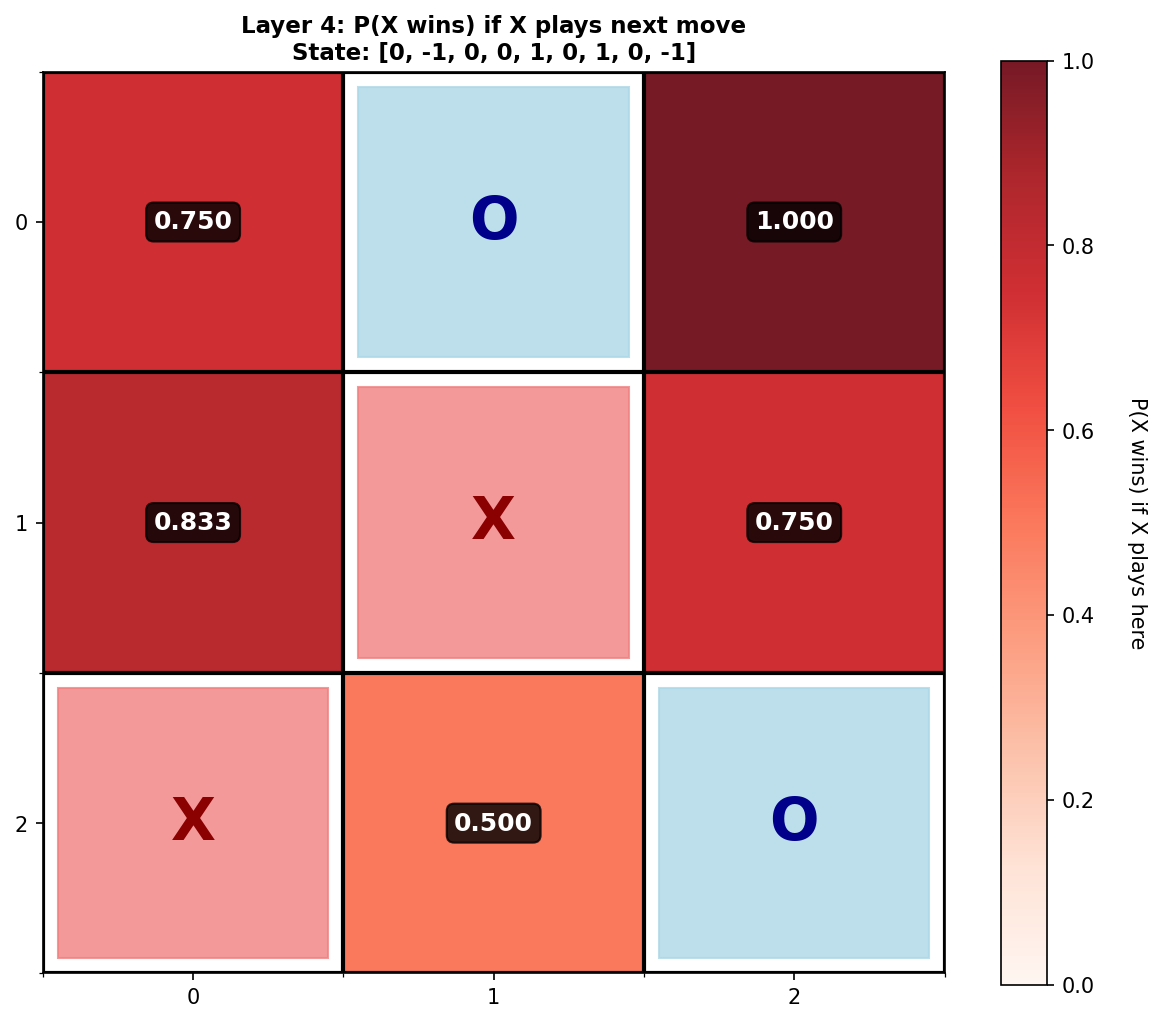 Layer 4: P(X wins) if X plays next move
State: [0, -1, 0, 0, 1, 0, 1, 0, -1]
0
0.750
O
1.000
1
0.833
X
0.750
2
X
0.500
O
0
1
2
1.0
0.8
0.6
0.4
0.2
0.0
P(X wins) if X plays here